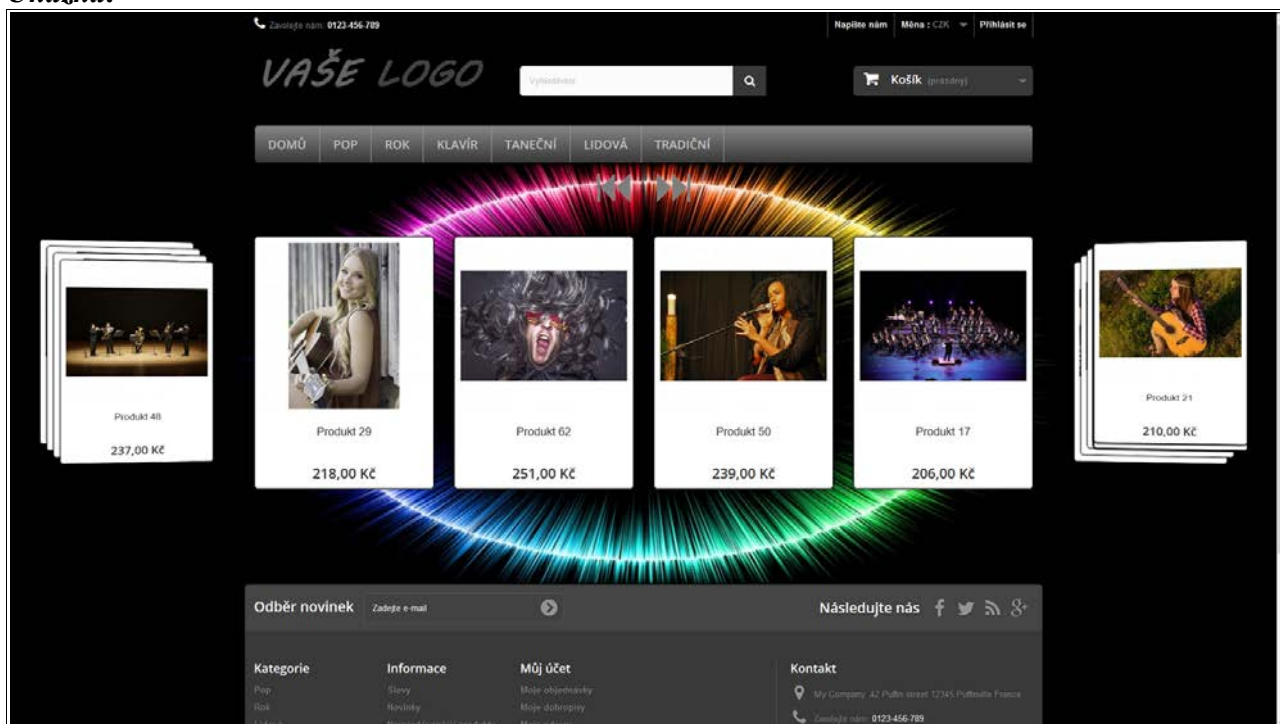 Ukázka:
Zavolejte nám: 0123-456-789
Napište nám
Měna : CZK
Přihlásit se
VAŠE LOGO
Vyhledávání
Košík (prázdný)
DOMŮ POP ROK KLAVÍR TANEČNÍ LIDOVÁ TRADIČNÍ
Produkt 48
237,00 Kč
Produkt 29
218,00 Kč
Produkt 62
251,00 Kč
Produkt 50
239,00 Kč
Produkt 17
206,00 Kč
Produkt 21
210,00 Kč
Odběr novinek
Zadejte e-mail
Následujte nás
Kategorie
Pop
Rok
Informace
Slevy
Novinky
Můj účet
Moje objednávky
Moje dobropisy
Kontakt
My Company, 42 Puffin street 12345 Puffinville France
Zavolejte nám: 0123-456-789